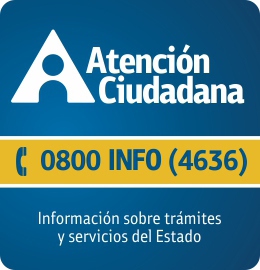 Atención
Ciudadana
0800 INFO (4636)
Información sobre trámites
y servicios del Estado